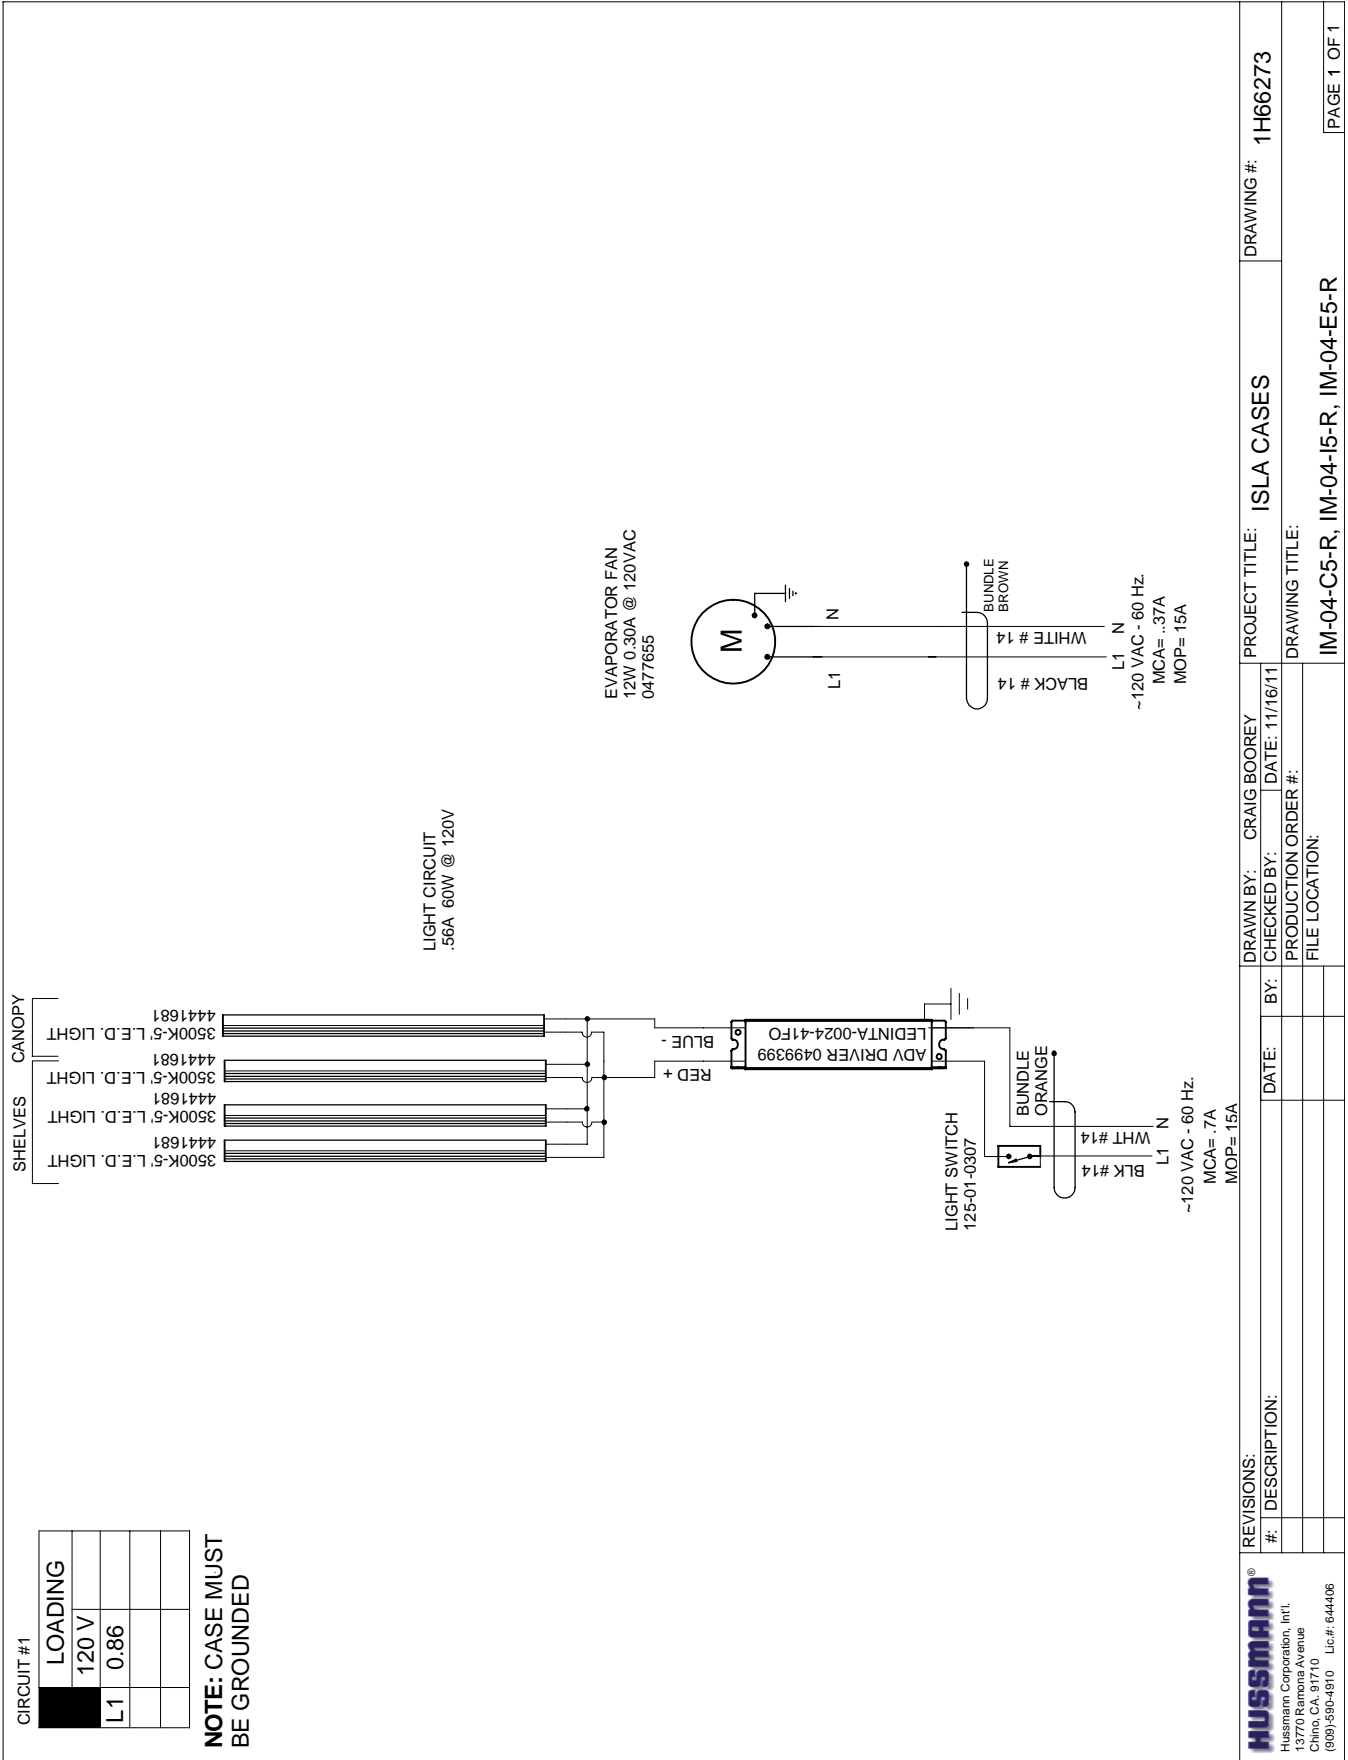 CIRCUIT #1
LOADING
120 V
L1 0.86
NOTE: CASE MUST
BE GROUNDED
SHELVES
CANOPY
3500K-5' L.E.D. LIGHT
4441681
3500K-5' L.E.D. LIGHT
4441681
3500K-5' L.E.D. LIGHT
4441681
3500K-5' L.E.D. LIGHT
4441681
LIGHT CIRCUIT
.56A 60W @ 120V
RED +
BLUE -
ADV DRIVER 0499399
LEDINTA-0024-41FO
LIGHT SWITCH
125-01-0307
BUNDLE
ORANGE
BLK #14
WHT #14
L1 N
~120 VAC - 60 Hz.
MCA= .7A
MOP= 15A
EVAPORATOR FAN
12W 0.30A @ 120VAC
0477655
M
L1
N
BUNDLE
BROWN
BLACK # 14
WHITE # 14
L1 N
~120 VAC - 60 Hz.
MCA= ..37A
MOP= 15A
HUSSMANN®
Hussmann Corporation, Int'l.
13770 Ramona Avenue
Chino, CA. 91710
(909)-590-4910 Lic.#: 644406
REVISIONS:
#: DESCRIPTION:
DATE:
BY:
DRAWN BY: CRAIG BOOREY
CHECKED BY:
DATE: 11/16/11
PRODUCTION ORDER #:
FILE LOCATION:
PROJECT TITLE: ISLA CASES
DRAWING TITLE:
IM-04-C5-R, IM-04-I5-R, IM-04-E5-R
DRAWING #: 1H66273
PAGE 1 OF 1